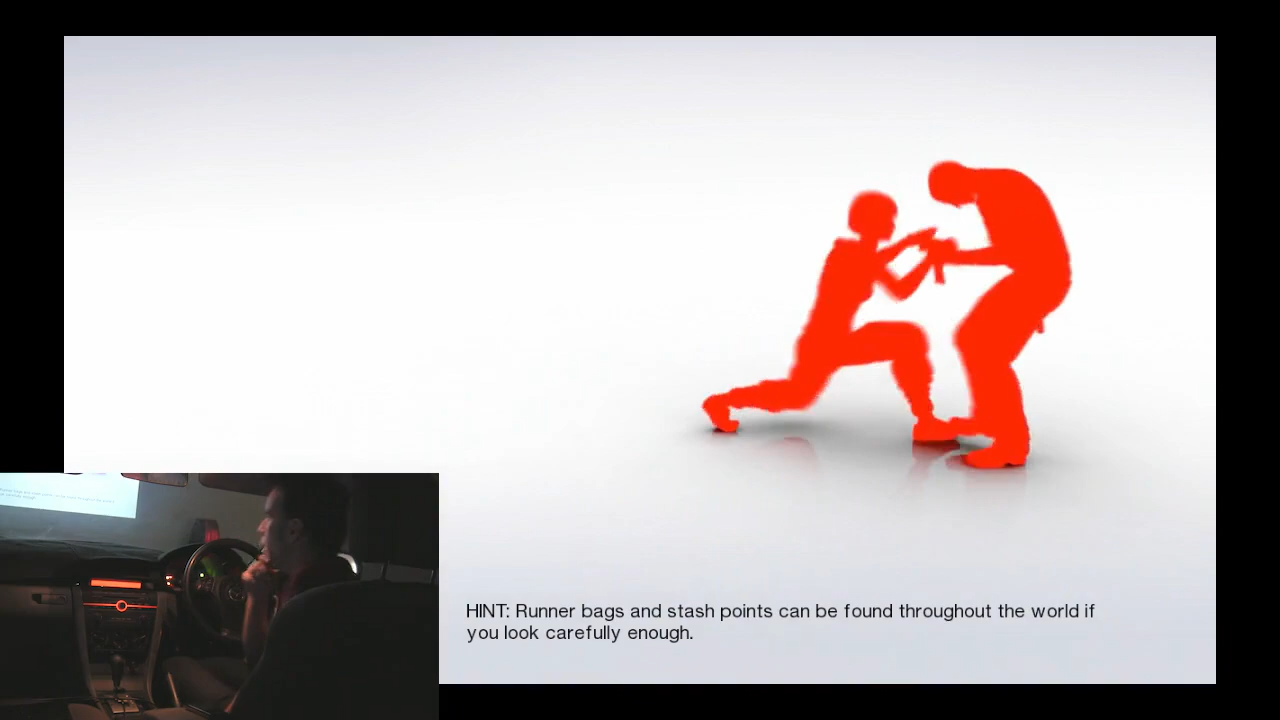 HINT: Runner bags and stash points can be found throughout the world if
you look carefully enough.